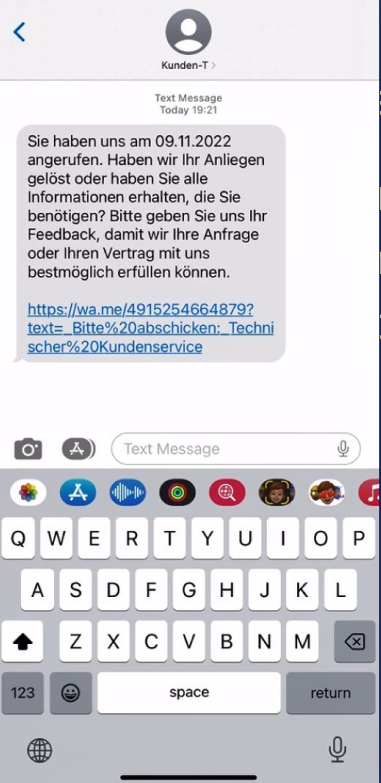 Kunden-T
Text Message
Today 19:21
Sie haben uns am 09.11.2022
angerufen. Haben wir Ihr Anliegen
gelöst oder haben Sie alle
Informationen erhalten, die Sie
benötigen? Bitte geben Sie uns Ihr
Feedback, damit wir Ihre Anfrage
oder Ihren Vertrag mit uns
bestmöglich erfüllen können.
https://wa.me/4915254664879?
text=_Bitte%20abschicken:_Techni
scher%20Kundenservice
Text Message
Q W E R T Y U I O P
A S D F G H J K L
Z X C V B N M
123 space return